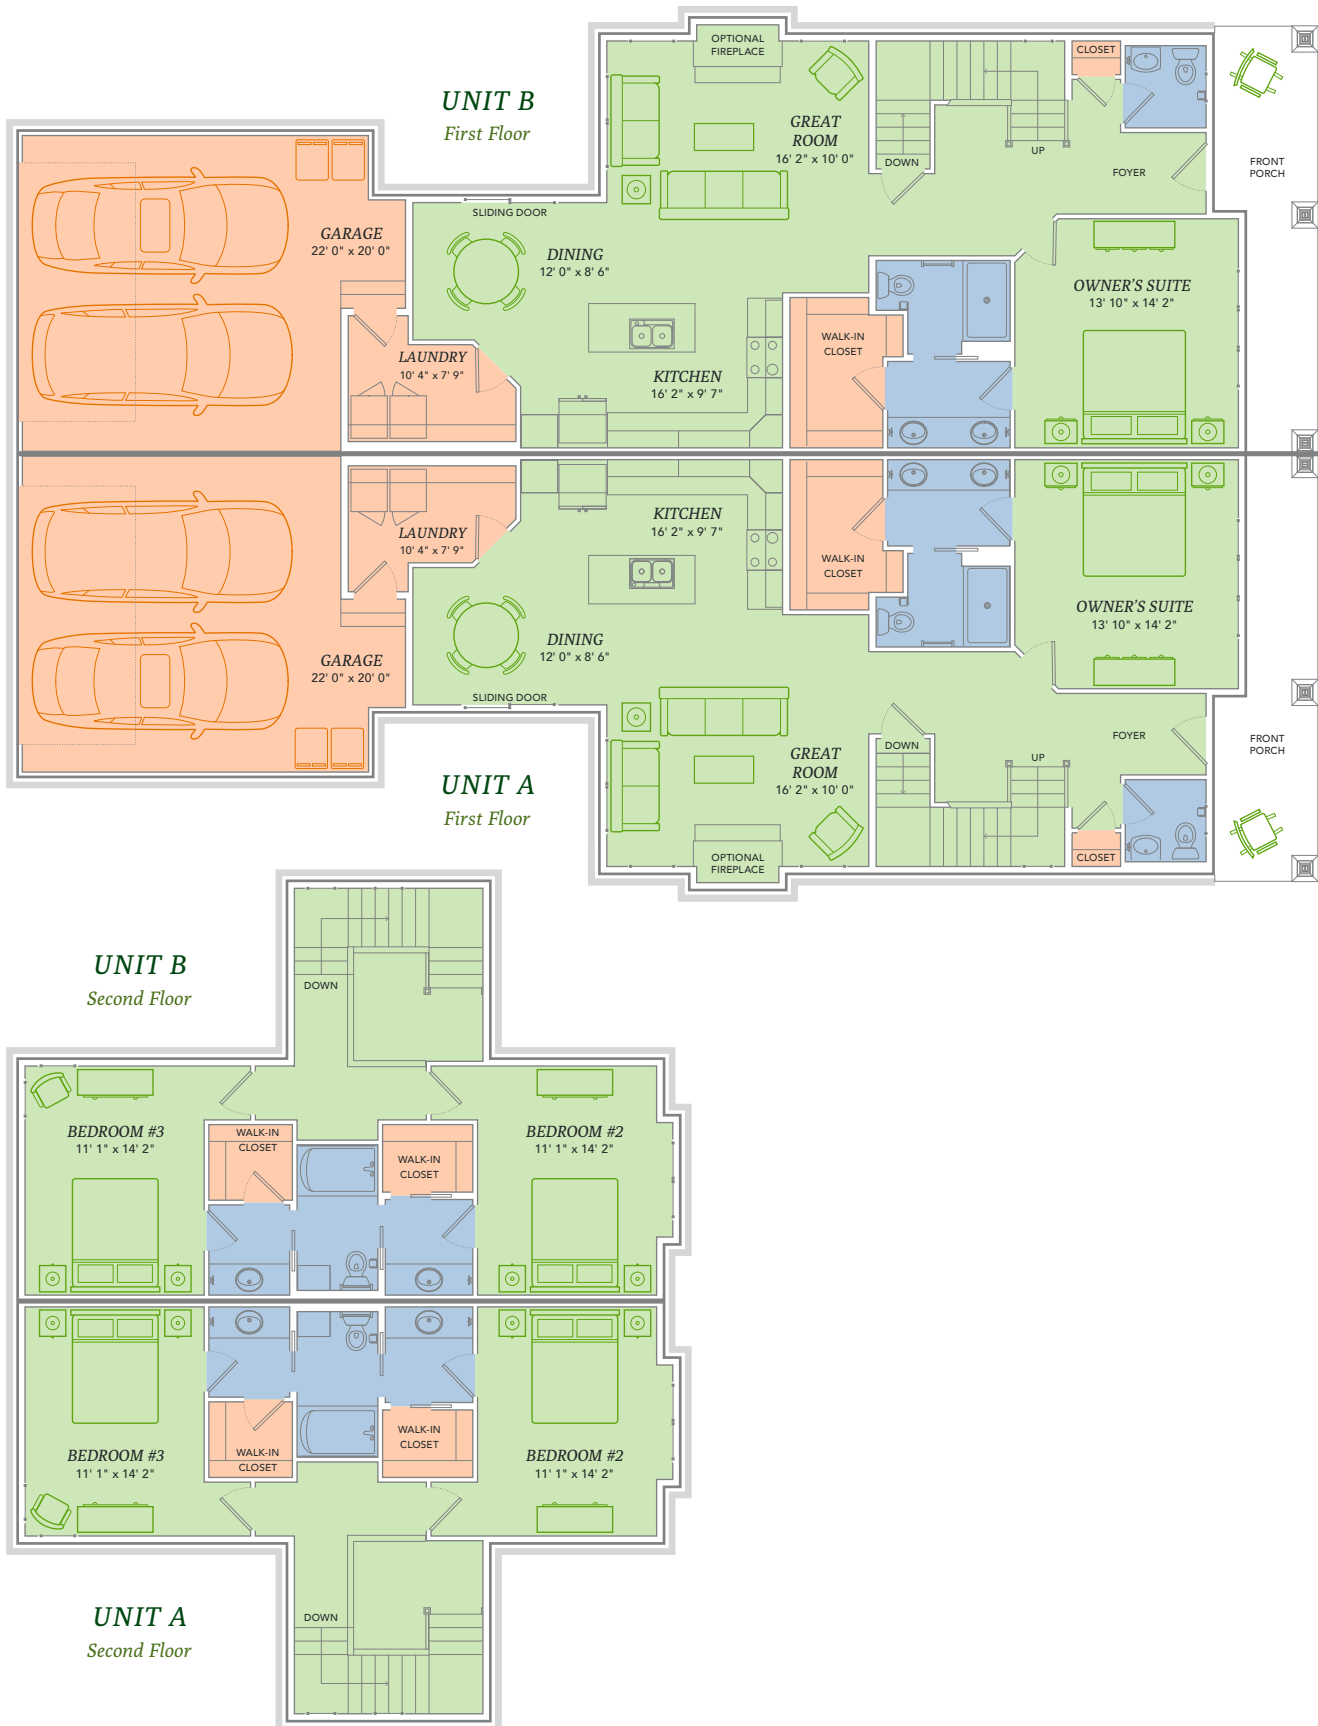 OPTIONAL
FIREPLACE
CLOSET
UNIT B
First Floor
GREAT
ROOM
16' 2" x 10' 0"
DOWN
UP
FOYER
FRONT
PORCH
SLIDING DOOR
GARAGE
22' 0" x 20' 0"
DINING
12' 0" x 8' 6"
OWNER'S SUITE
13' 10" x 14' 2"
WALK-IN
CLOSET
LAUNDRY
10' 4" x 7' 9"
KITCHEN
16' 2" x 9' 7"
LAUNDRY
10' 4" x 7' 9"
KITCHEN
16' 2" x 9' 7"
WALK-IN
CLOSET
OWNER'S SUITE
13' 10" x 14' 2"
DINING
12' 0" x 8' 6"
GARAGE
22' 0" x 20' 0"
SLIDING DOOR
UNIT A
First Floor
GREAT
ROOM
16' 2" x 10' 0"
DOWN
UP
FOYER
FRONT
PORCH
OPTIONAL
FIREPLACE
CLOSET
UNIT B
Second Floor
DOWN
BEDROOM #3
11' 1" x 14' 2"
WALK-IN
CLOSET
WALK-IN
CLOSET
BEDROOM #2
11' 1" x 14' 2"
BEDROOM #3
11' 1" x 14' 2"
WALK-IN
CLOSET
WALK-IN
CLOSET
BEDROOM #2
11' 1" x 14' 2"
UNIT A
Second Floor
DOWN